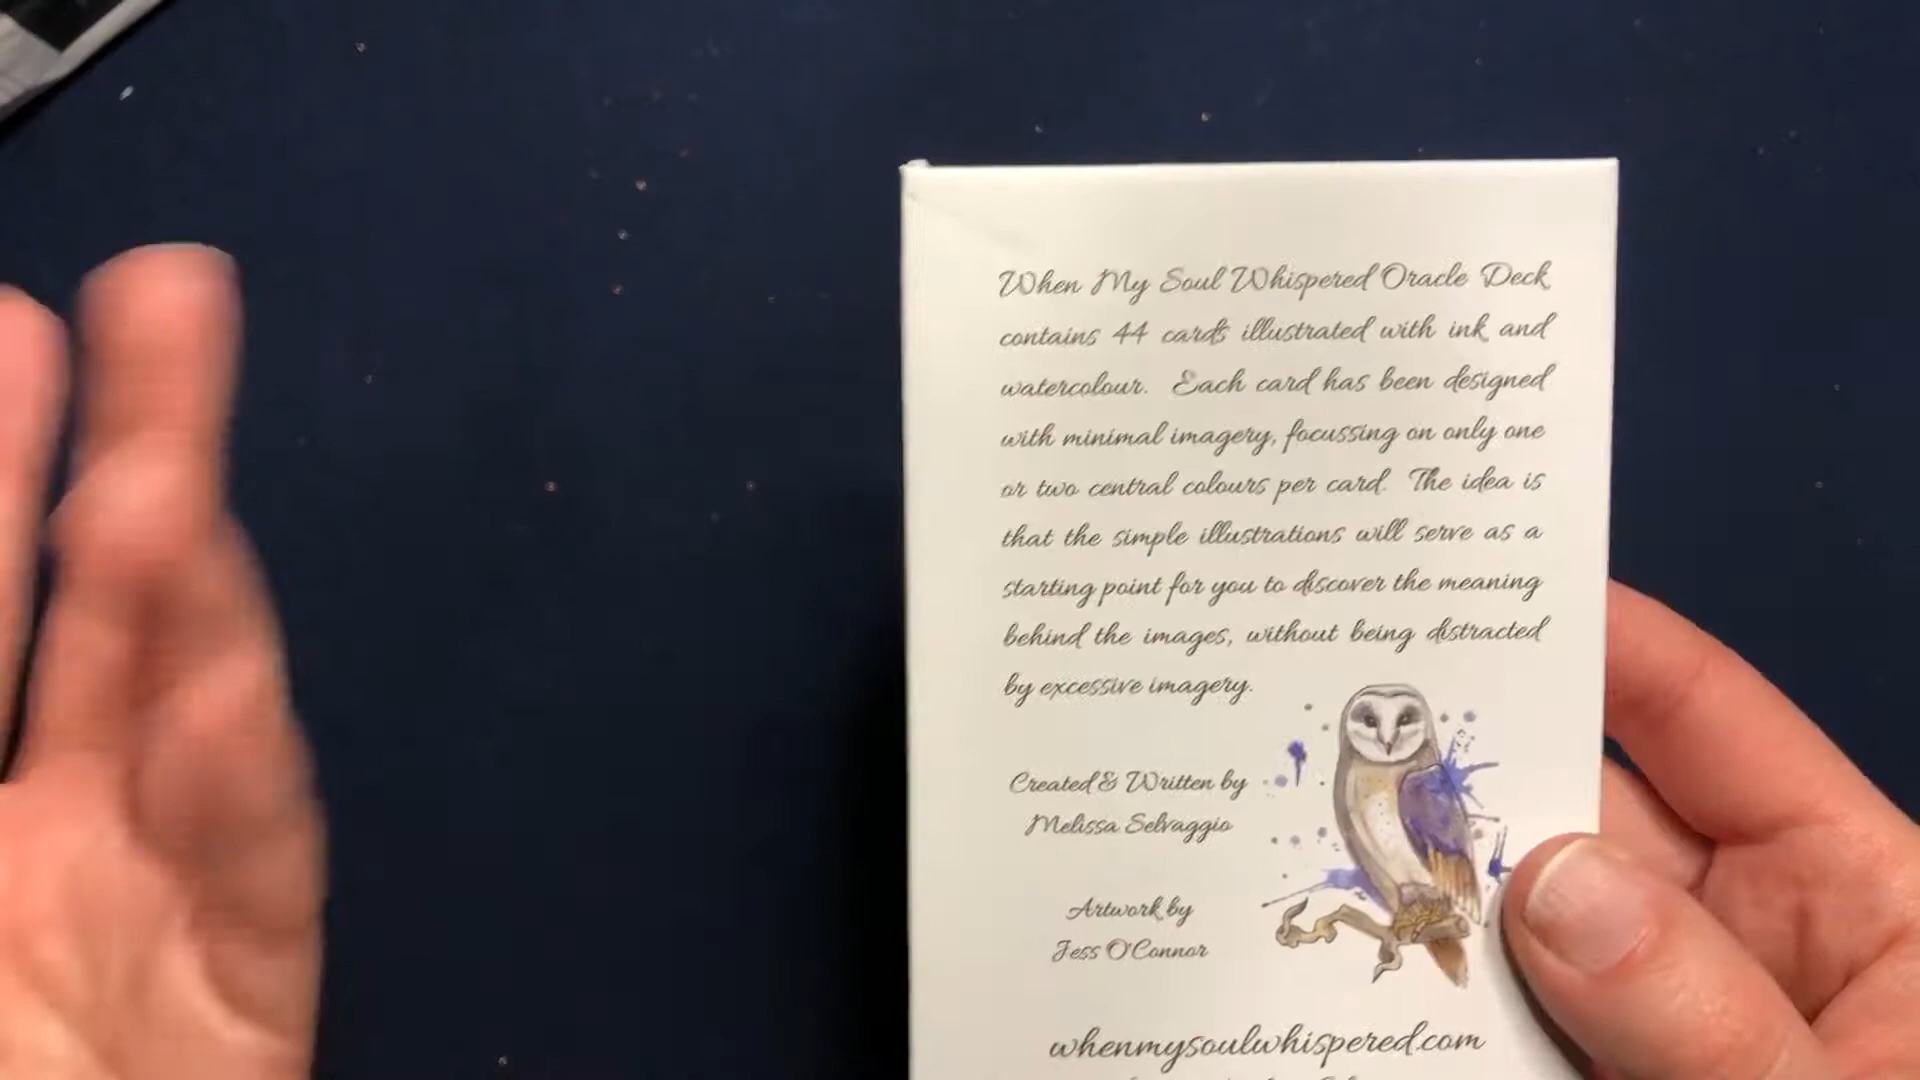 When My Soul Whispered Oracle Deck
contains 44 cards illustrated with ink and
watercolour. Each card has been designed
with minimal imagery, focussing on only one
or two central colours per card. The idea is
that the simple illustrations will serve as a
starting point for you to discover the meaning
behind the images, without being distracted
by excessive imagery.
Created & Written by
Melissa Selvaggio
Artwork by
Jess O'Connor
whenmysoulwhispered.com